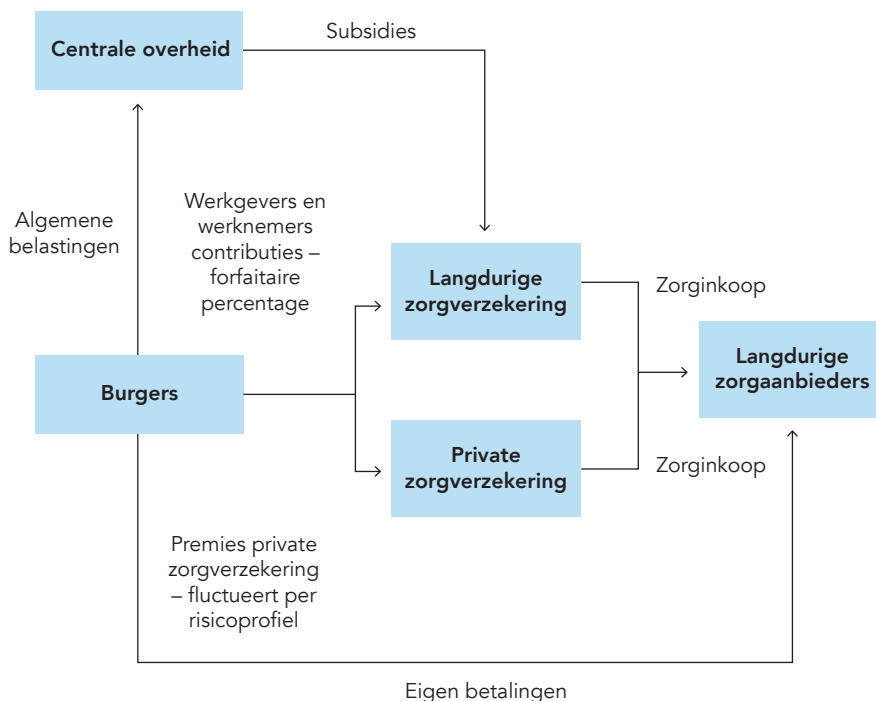 Centrale overheid
Subsidies
Algemene
belastingen
Werkgevers en
werknemers
contributies –
forfaitaire
percentage
Langdurige
zorgverzekering
Zorginkoop
Langdurige
zorgaanbieders
Burgers
Private
zorgverzekering
Zorginkoop
Premies private
zorgverzekering
– fluctueert per
risicoprofiel
Eigen betalingen